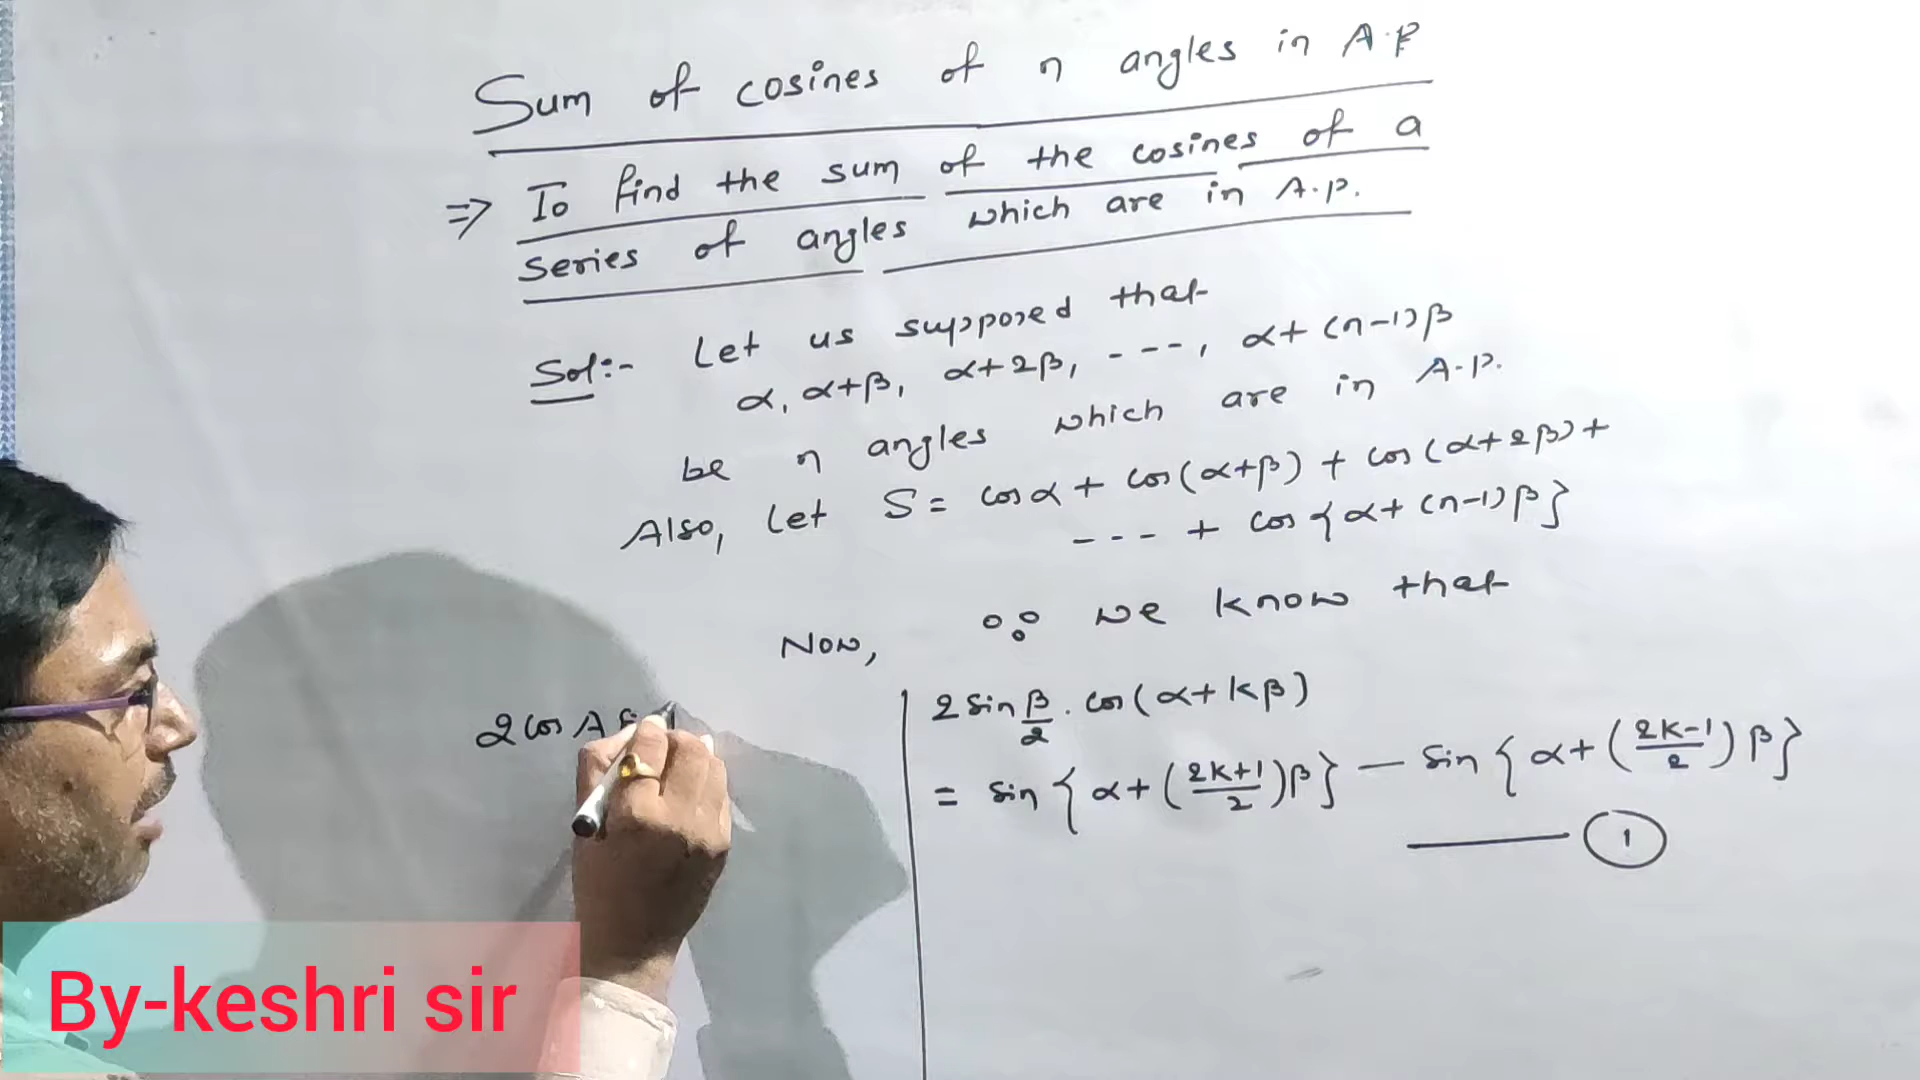 Sum of cosines of n angles in A.P
⇒ To find the sum of the cosines of a
series of angles which are in A.P.
Sol:- Let us supposed that
α, α+β, α+2β, ---, α+(n-1)β
be n angles which are in A.P.
Also, Let S = cosα + cos(α+β) + cos(α+2β)+
--- + cos{α+(n-1)β}
Now, ∵ we know that
2cosA
2 sin β/2 . cos(α+kβ)
= sin{α+((2k+1)/2)β} - sin{α+((2k-1)/2)β}
—— 1
By-keshri sir